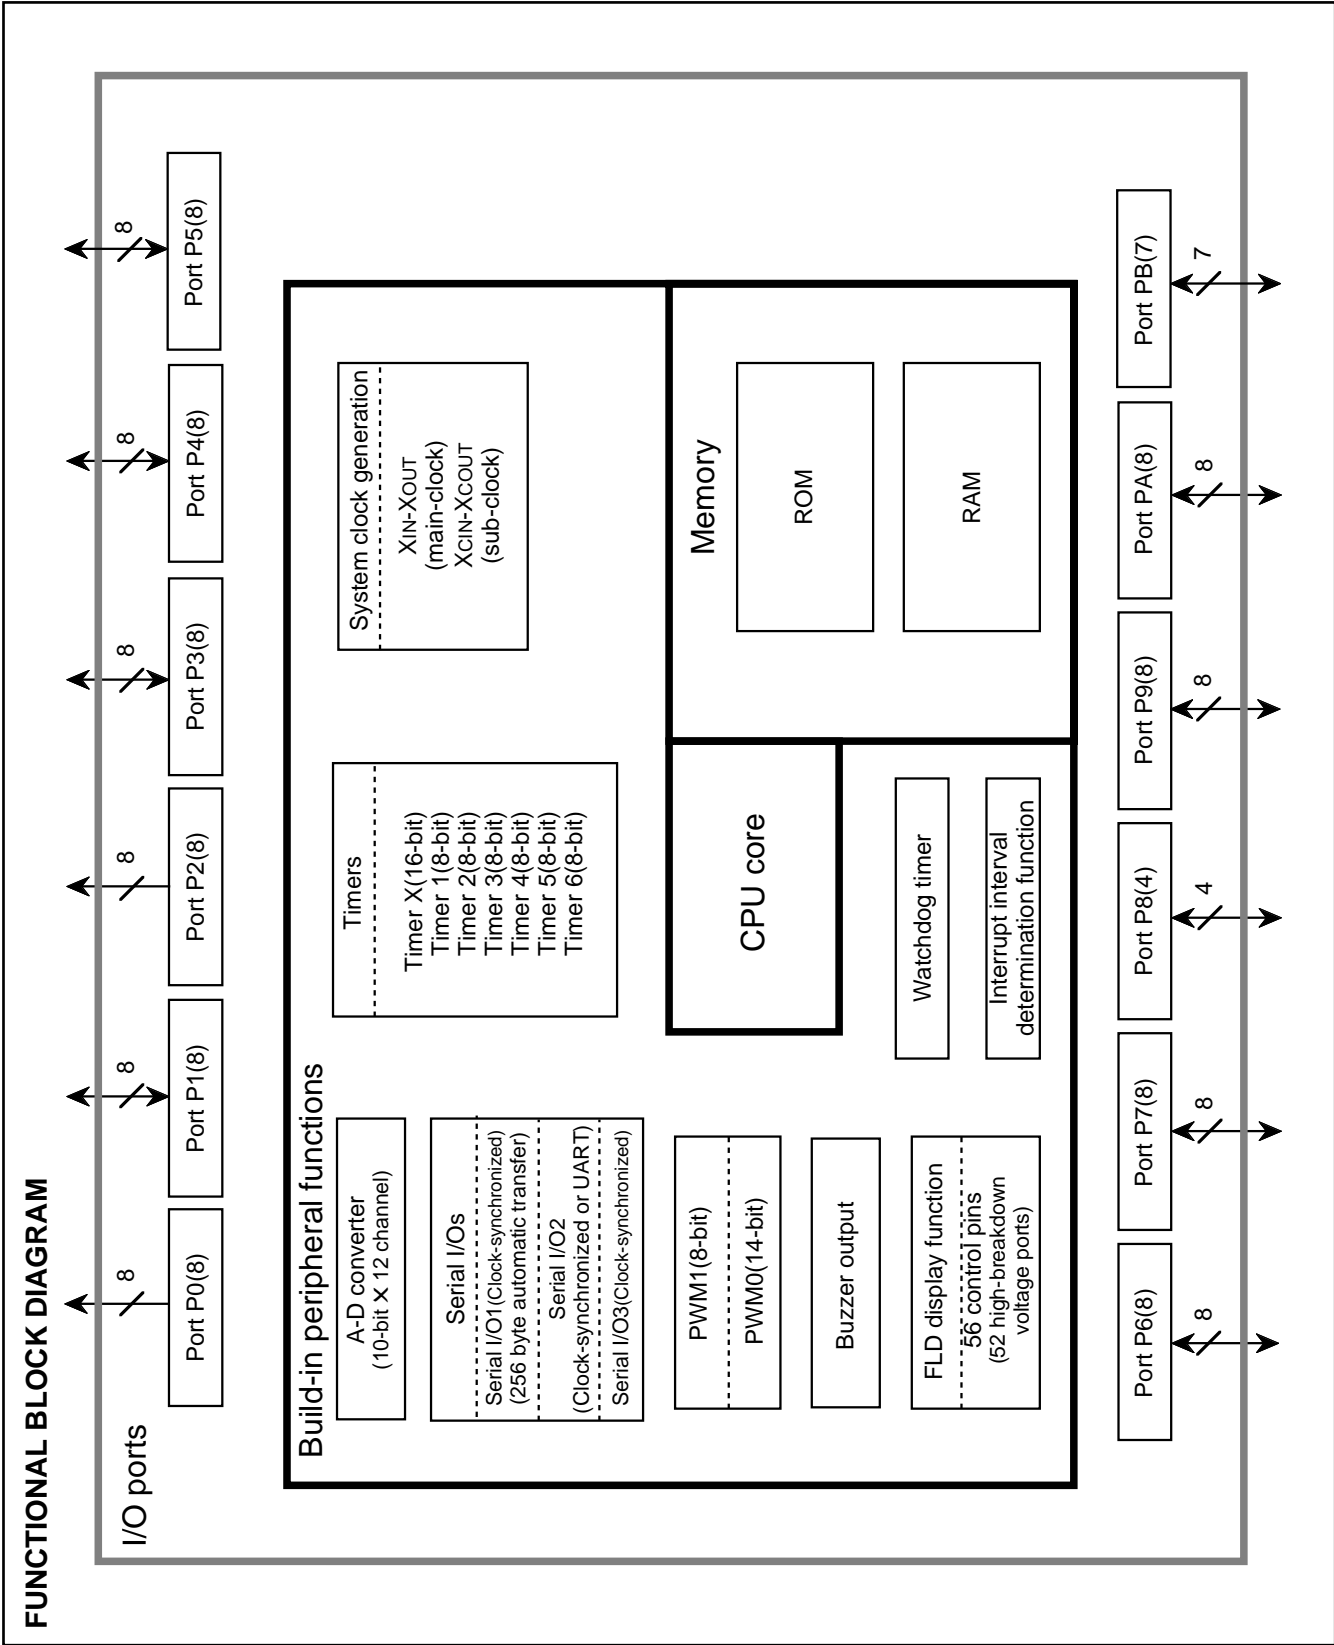 FUNCTIONAL BLOCK DIAGRAM
I/O ports
8
8
8
8
8
8
Port P0(8)
Port P1(8)
Port P2(8)
Port P3(8)
Port P4(8)
Port P5(8)
Build-in peripheral functions
A-D converter
(10-bit X 12 channel)
Serial I/Os
Serial I/O1(Clock-synchronized)
(256 byte automatic transfer)
Serial I/O2
(Clock-synchronized or UART)
Serial I/O3(Clock-synchronized)
PWM1(8-bit)
PWM0(14-bit)
Buzzer output
FLD display function
56 control pins
(52 high-breakdown
voltage ports)
Timers
Timer X(16-bit)
Timer 1(8-bit)
Timer 2(8-bit)
Timer 3(8-bit)
Timer 4(8-bit)
Timer 5(8-bit)
Timer 6(8-bit)
CPU core
Watchdog timer
Interrupt interval
determination function
System clock generation
XIN-XOUT
(main-clock)
XCIN-XCOUT
(sub-clock)
Memory
ROM
RAM
Port P6(8)
Port P7(8)
Port P8(4)
Port P9(8)
Port PA(8)
Port PB(7)
8
8
4
8
8
7